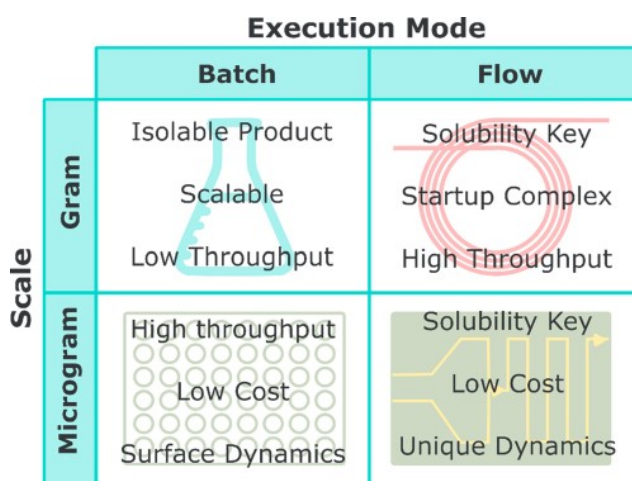 Execution Mode
Batch
Flow
Scale
Gram
Isolable Product
Scalable
Low Throughput
Solubility Key
Startup Complex
High Throughput
Microgram
High throughput
Low Cost
Surface Dynamics
Solubility Key
Low Cost
Unique Dynamics